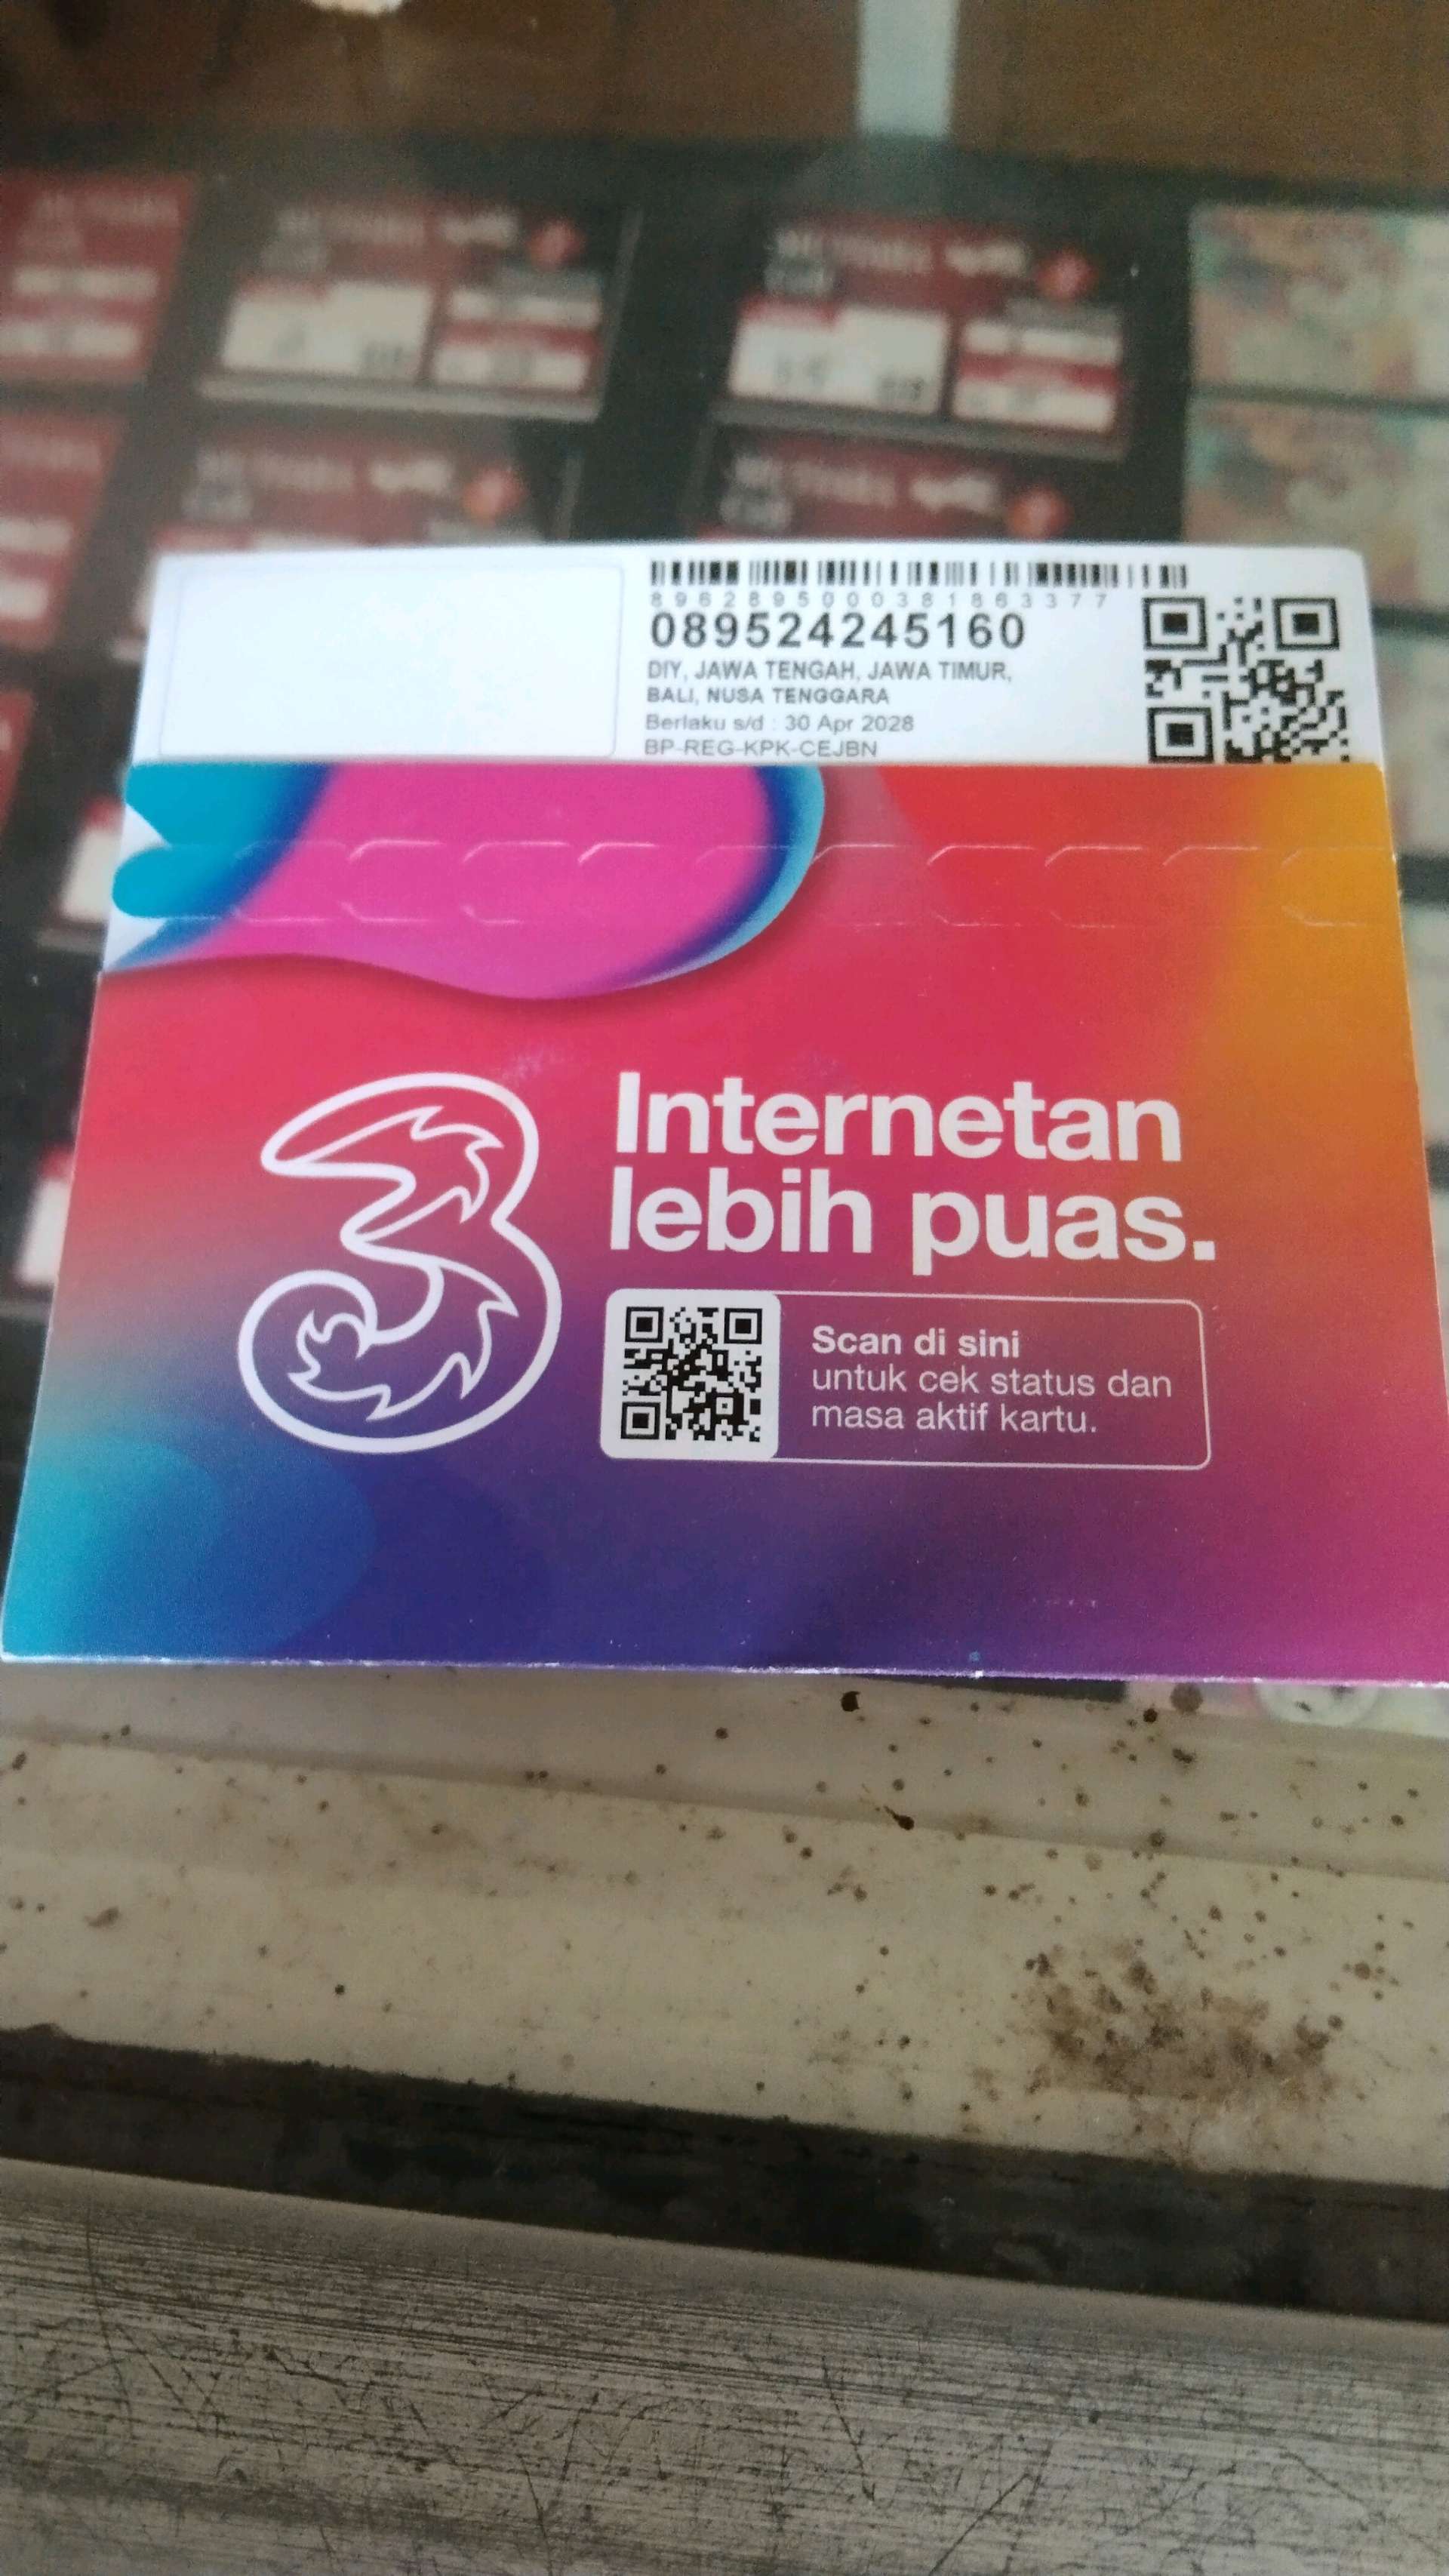 8962895000381863377
089524245160
DIY, JAWA TENGAH, JAWA TIMUR,
BALI, NUSA TENGGARA
Berlaku s/d : 30 Apr 2028
BP-REG-KPK-CEJBN
3
Internetan
lebih puas.
Scan di sini
untuk cek status dan
masa aktif kartu.